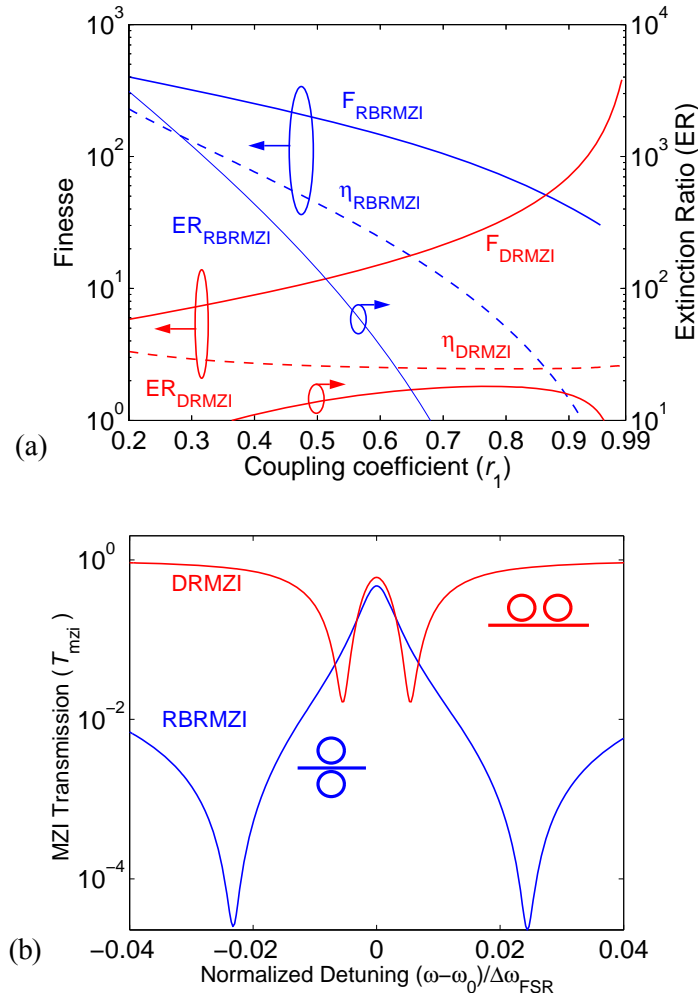 10^3
10^4
F_RBRMZI
10^2
10^3
η_RBRMZI
ER_RBRMZI
F_DRMZI
Finesse
Extinction Ratio (ER)
10^1
10^2
η_DRMZI
ER_DRMZI
10^0
10
0.2 0.3 0.4 0.5 0.6 0.7 0.8 0.9 0.99
(a)
Coupling coefficient (r_1)
10^0
DRMZI
MZI Transmission (T_mzi)
10^−2
RBRMZI
10^−4
(b)
−0.04 −0.02 0 0.02 0.04
Normalized Detuning (ω−ω_0)/Δω_FSR